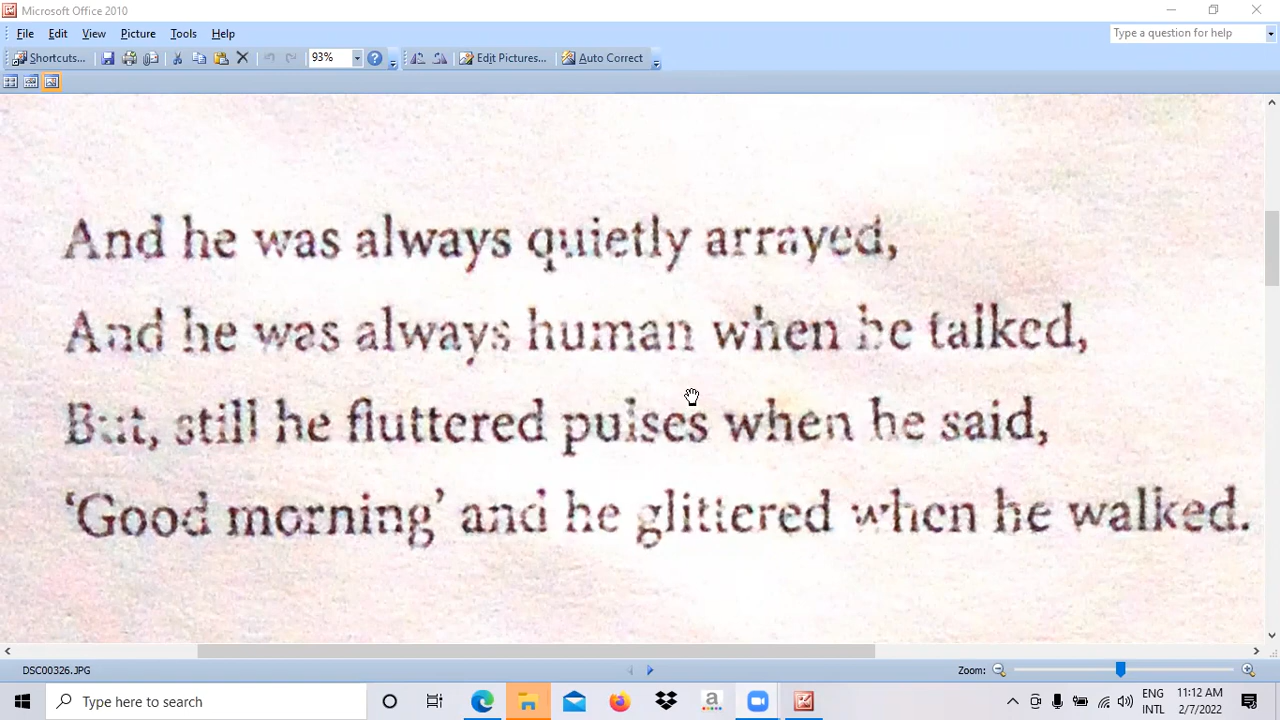 Microsoft Office 2010
File Edit View Picture Tools Help
Type a question for help
Shortcuts... 93% Edit Pictures... Auto Correct
And he was always quietly arrayed,
And he was always human when he talked,
But, still he fluttered pulses when he said,
‘Good morning’ and he glittered when he walked.
DSC00326.JPG
Zoom:
Type here to search
ENG
INTL
11:12 AM
2/7/2022